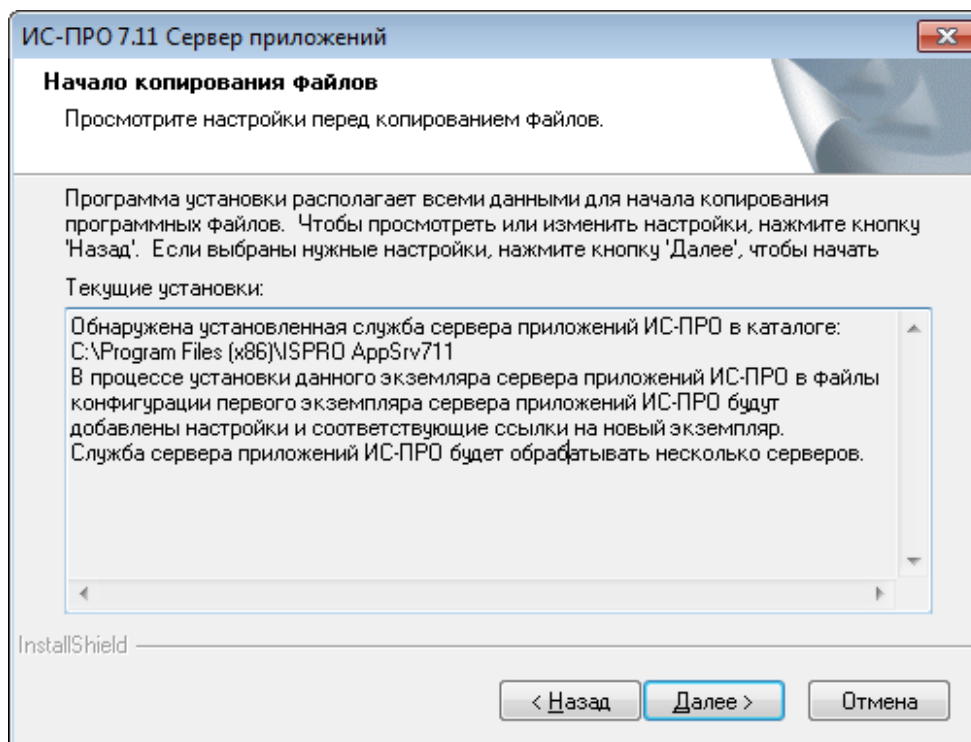 ИС-ПРО 7.11 Сервер приложений
Начало копирования файлов
Просмотрите настройки перед копированием файлов.
Программа установки располагает всеми данными для начала копирования
программных файлов. Чтобы просмотреть или изменить настройки, нажмите кнопку
'Назад'. Если выбраны нужные настройки, нажмите кнопку 'Далее', чтобы начать
Текущие установки:
Обнаружена установленная служба сервера приложений ИС-ПРО в каталоге:
C:\Program Files (x86)\ISPRO AppSrv711
В процессе установки данного экземляра сервера приложений ИС-ПРО в файлы
конфигурации первого экземпляра сервера приложений ИС-ПРО будут
добавлены настройки и соответствующие ссылки на новый экземпляр.
Служба сервера приложений ИС-ПРО будет обрабатывать несколько серверов.
InstallShield
< Назад Далее > Отмена